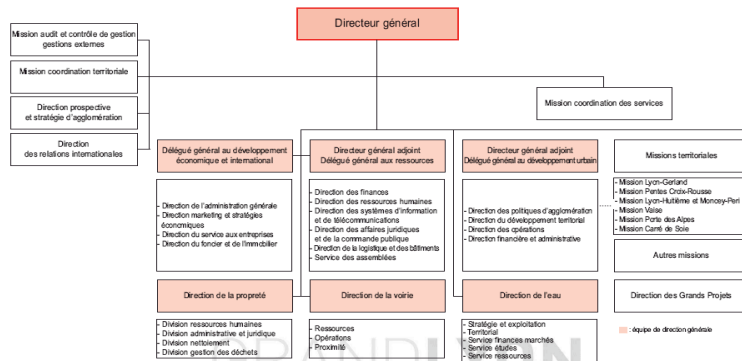 Directeur général
Mission audit et contrôle de gestion
gestions externes
Mission coordination territoriale
Direction prospective
et stratégie d'agglomération
Direction
des relations internationales
Mission coordination des services
Délégué général au développement
économique et international
Directeur général adjoint
Délégué général aux ressources
Directeur général adjoint
Délégué général au développement urbain
Missions territoriales
- Direction de l'administration générale
- Direction marketing et stratégies
économiques
- Direction du service aux entreprises
- Direction du foncier et de l'immobilier
- Direction des finances
- Direction des ressources humaines
- Direction des systèmes d'information
et de télécommunications
- Direction des affaires juridiques
et de la commande publique
- Direction de la logistique et des bâtiments
- Service des assemblées
- Direction des politiques d'agglomération
- Direction du développement territorial
- Direction des opérations
- Direction financière et administrative
- Mission Lyon-Gerland
- Mission Pentes Croix-Rousse
- Mission Lyon-Huitième et Moncey-Peri
- Mission Vaise
- Mission Porte des Alpes
- Mission Carré de Soie
Autres missions
Direction de la propreté
Direction de la voirie
Direction de l'eau
Direction des Grands Projets
- Division ressources humaines
- Division administrative et juridique
- Division nettoiement
- Division gestion des déchets
- Ressources
- Opérations
- Proximité
- Stratégie et exploitation
- Territorial
- Service finances marchés
- Service études
- Service ressources
: équipe de direction générale
GRANDLYON